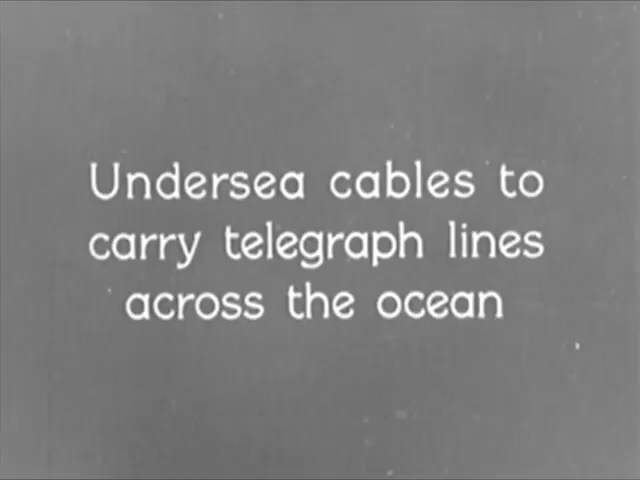 Undersea cables to
carry telegraph lines
across the ocean